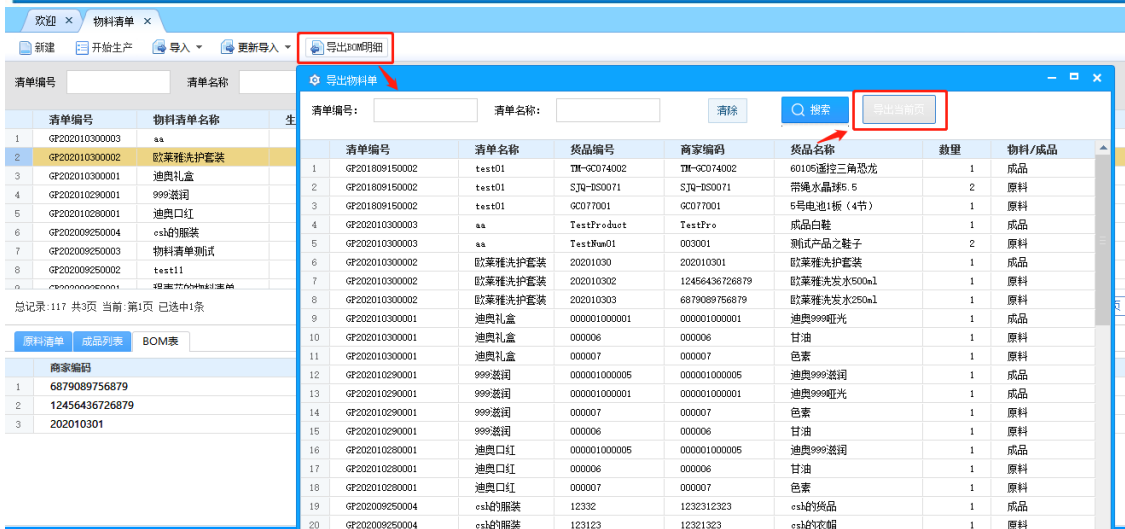 欢迎 × 物料清单 ×
新建 开始生产 导入 更新导入 导出BOM明细
清单编号 清单名称
清单编号 物料清单名称 生
1 GP202010300003 aa
2 GP202010300002 欧莱雅洗护套装
3 GP202010300001 迪奥礼盒
4 GP202010290001 999滋润
5 GP202010280001 迪奥口红
6 GP202009250004 csh的服装
7 GP202009250003 物料清单测试
8 GP202009250002 test11
总记录:117 共3页 当前:第1页 已选中1条
页
原料清单 成品列表 BOM表
商家编码
1 6879089756879
2 12456436726879
3 202010301
导出物料单
清单编号: 清单名称: 清除 搜索 导出当前页
清单编号 清单名称 货品编号 商家编码 货品名称 数里 物料/成品
1 GP201809150002 test01 TM-GC074002 TM-GC074002 60105遥控三角恐龙 1 成品
2 GP201809150002 test01 SJQ-DS0071 SJQ-DS0071 带绳水晶球5.5 2 原料
3 GP201809150002 test01 GC077001 GC077001 5号电池1板（4节） 1 原料
4 GP202010300003 aa TestProduct TestPro 成品白鞋 1 成品
5 GP202010300003 aa TestNum01 003001 测试产品之鞋子 2 原料
6 GP202010300002 欧莱雅洗护套装 20201030 202010301 欧莱雅洗护套装 1 成品
7 GP202010300002 欧莱雅洗护套装 202010302 12456436726879 欧莱雅洗发水500ml 1 原料
8 GP202010300002 欧莱雅洗护套装 202010303 6879089756879 欧莱雅洗发水250ml 1 原料
9 GP202010300001 迪奥礼盒 000001000001 000001000001 迪奥999哑光 1 成品
10 GP202010300001 迪奥礼盒 000006 000006 甘油 1 原料
11 GP202010300001 迪奥礼盒 000007 000007 色素 1 原料
12 GP202010290001 999滋润 000001000005 000001000005 迪奥999滋润 1 成品
13 GP202010290001 999滋润 000001000001 000001000001 迪奥999哑光 1 成品
14 GP202010290001 999滋润 000007 000007 色素 1 原料
15 GP202010290001 999滋润 000006 000006 甘油 1 原料
16 GP202010280001 迪奥口红 000001000005 000001000005 迪奥999滋润 1 成品
17 GP202010280001 迪奥口红 000006 000006 甘油 1 原料
18 GP202010280001 迪奥口红 000007 000007 色素 1 原料
19 GP202009250004 csh的服装 12332 1232312323 csh的货品 1 成品
20 GP202009250004 csh的服装 123123 12321323 csh的衣帽 1 原料